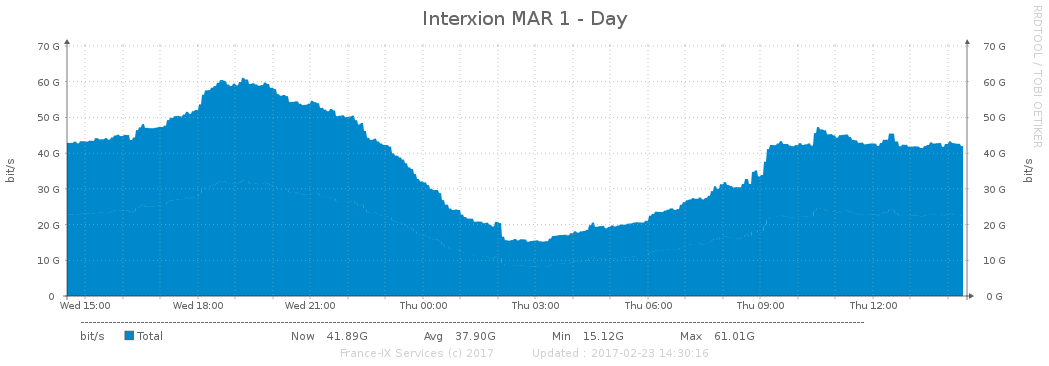 Interxion MAR 1 - Day
RRDTOOL / TOBI OETIKER
70 G 70 G
60 G 60 G
50 G 50 G
40 G 40 G
30 G 30 G
20 G 20 G
10 G 10 G
0 0 G
bit/s bit/s
Wed 15:00 Wed 18:00 Wed 21:00 Thu 00:00 Thu 03:00 Thu 06:00 Thu 09:00 Thu 12:00
bit/s Total Now 41.89G Avg 37.90G Min 15.12G Max 61.01G
France-IX Services (c) 2017 Updated : 2017-02-23 14:30:16